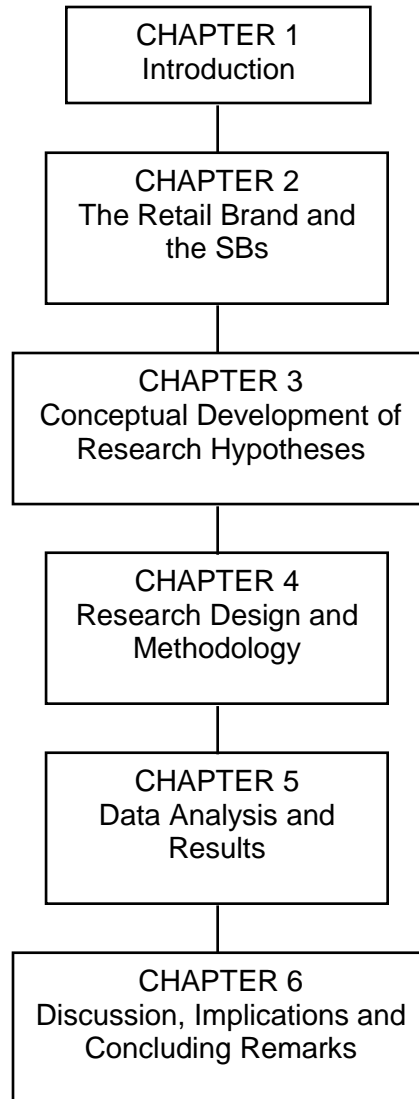 CHAPTER 1
Introduction
CHAPTER 2
The Retail Brand and
the SBs
CHAPTER 3
Conceptual Development of
Research Hypotheses
CHAPTER 4
Research Design and
Methodology
CHAPTER 5
Data Analysis and
Results
CHAPTER 6
Discussion, Implications and
Concluding Remarks